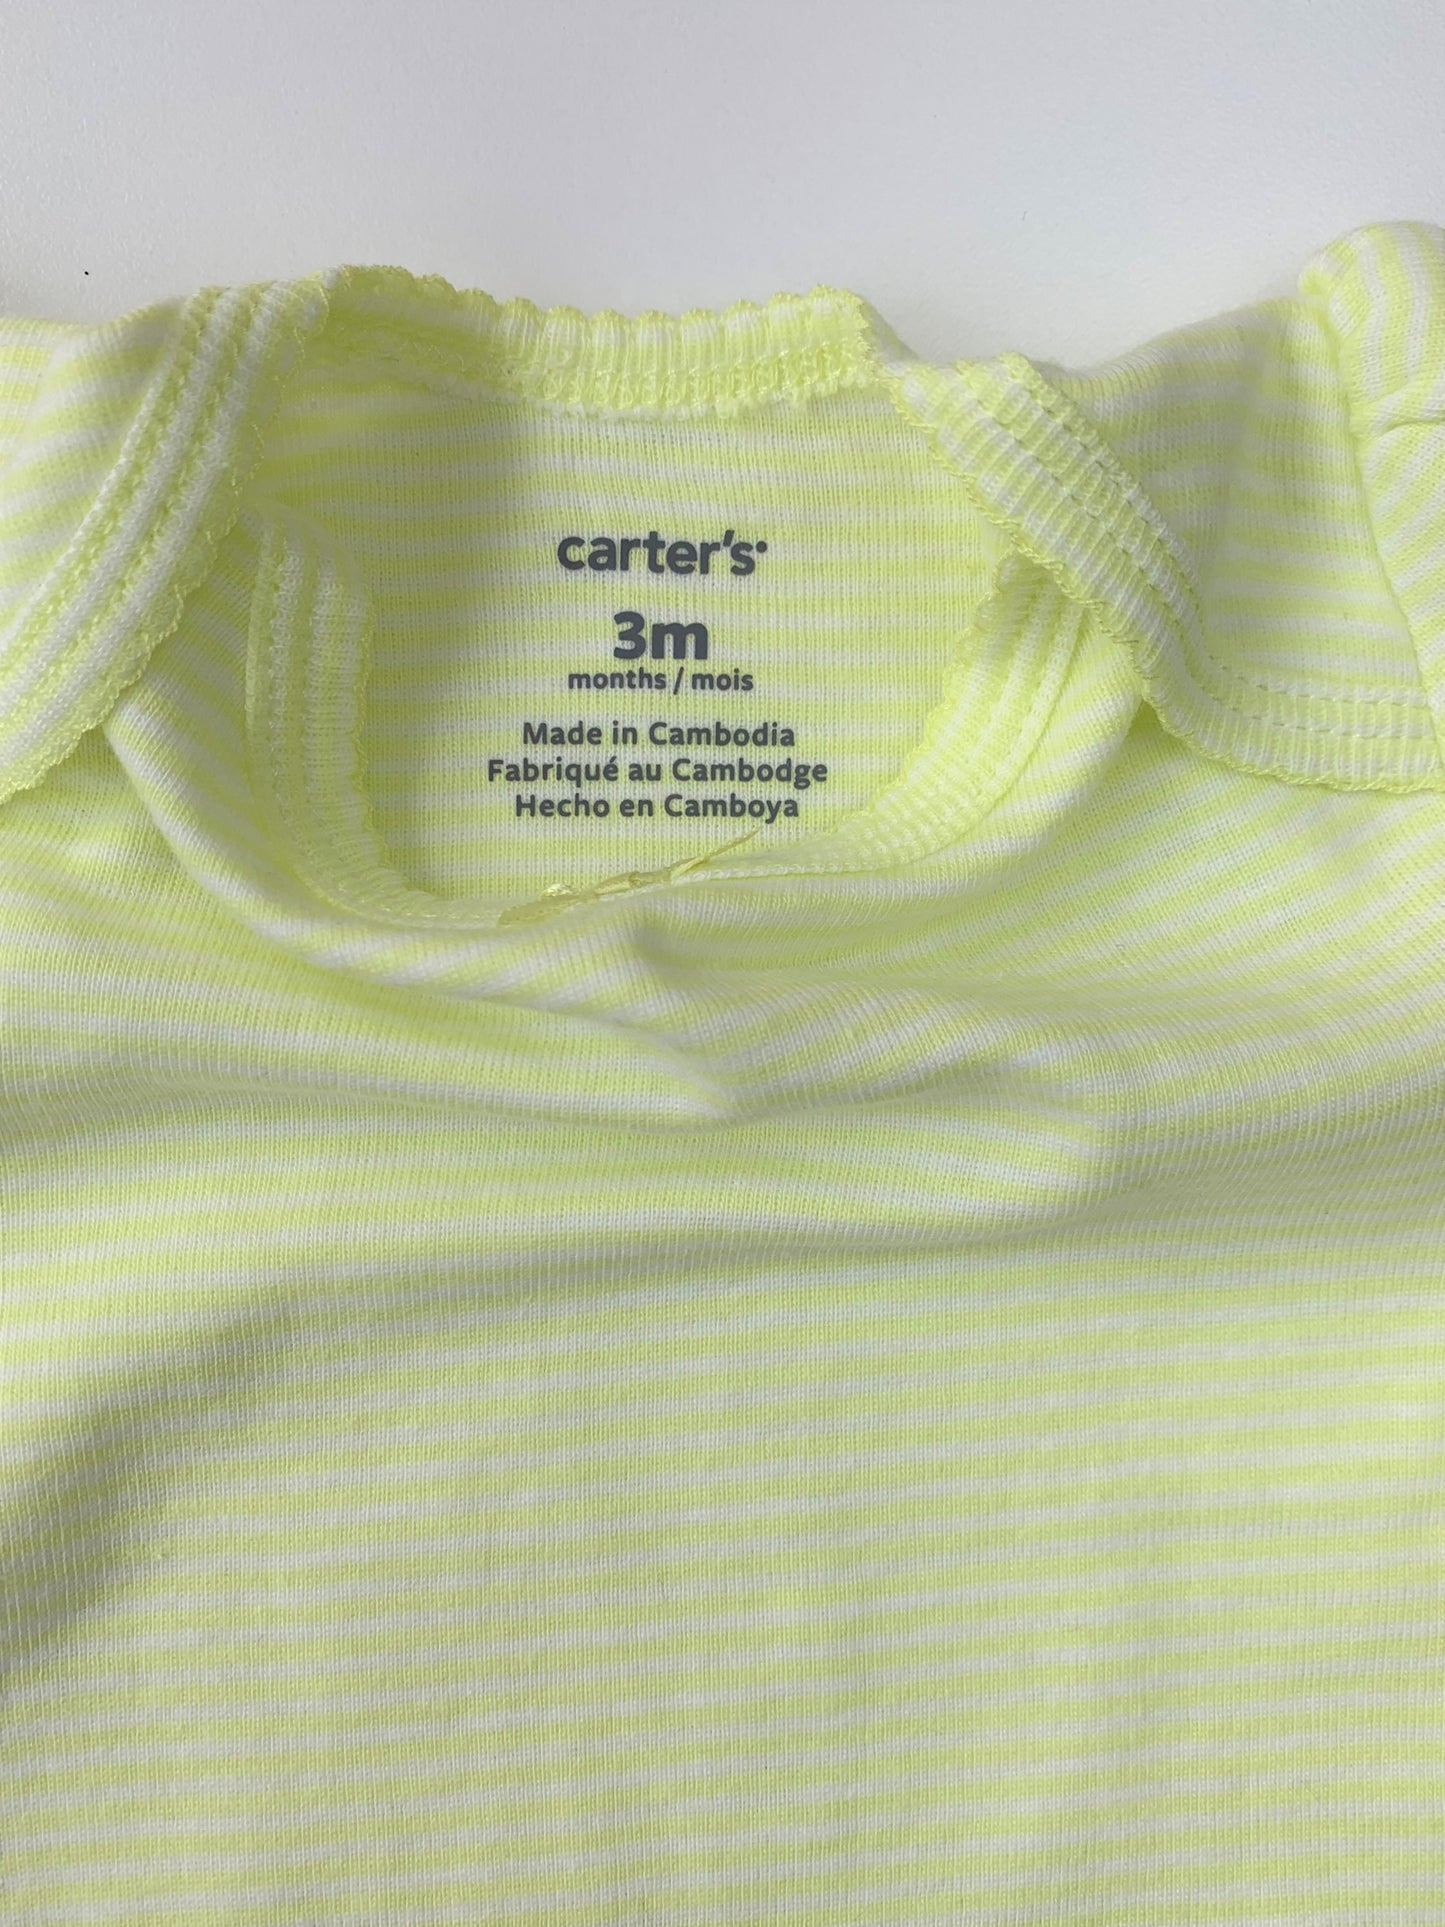 carter's
3m
months / mois
Made in Cambodia
Fabriqué au Cambodge
Hecho en Camboya